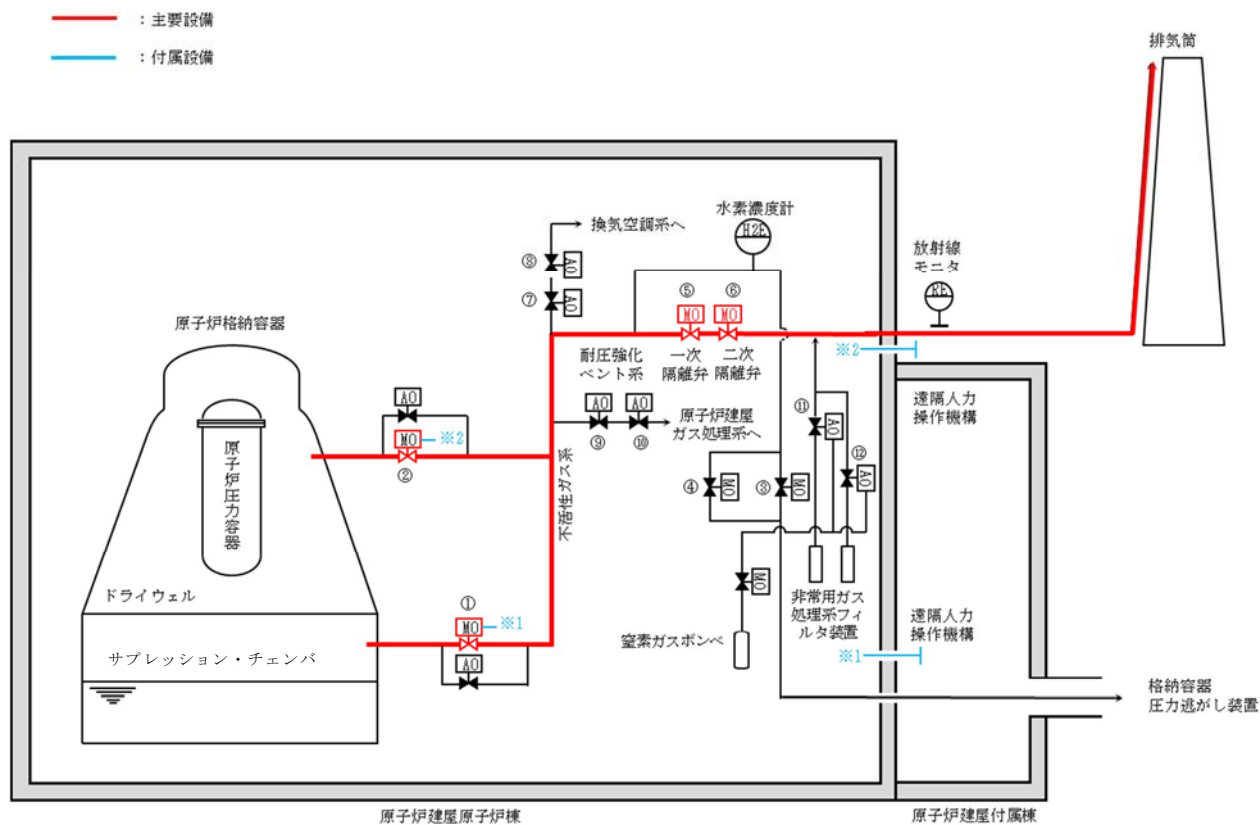 ：主要設備
：付属設備
排気筒
水素濃度計
H2E
換気空調系へ
⑧
AO
⑦
AO
放射線
モニタ
RE
⑤
⑥
MO
MO
原子炉格納容器
耐圧強化
ベント系
一次
隔離弁
二次
隔離弁
※2
遠隔人力
操作機構
AO
MO
※2
②
AO
AO
⑨
⑩
原子炉建屋
ガス処理系へ
⑪
AO
⑫
AO
④
MO
③
MO
原子炉圧力容器
不活性ガス系
ドライウェル
MO
非常用ガス
処理系フィ
ルタ装置
窒素ガスボンベ
①
MO
※1
AO
サプレッション・チェンバ
遠隔人力
操作機構
※1
格納容器
圧力逃がし装置
原子炉建屋原子炉棟
原子炉建屋付属棟